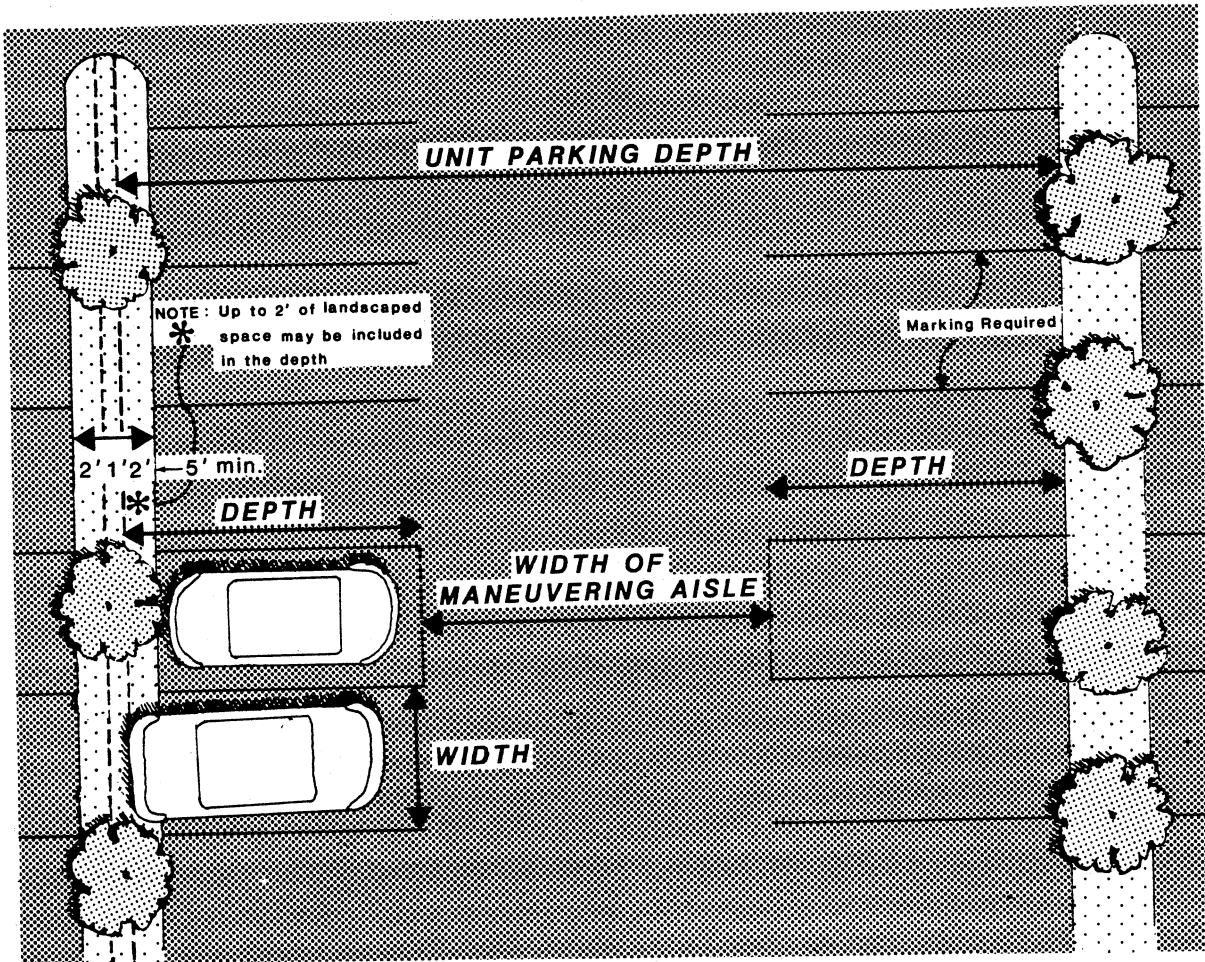 UNIT PARKING DEPTH
NOTE: Up to 2' of landscaped
* space may be included
in the depth
Marking Required
2' 1' 2' 5' min.
*
DEPTH
DEPTH
WIDTH OF
MANEUVERING AISLE
WIDTH